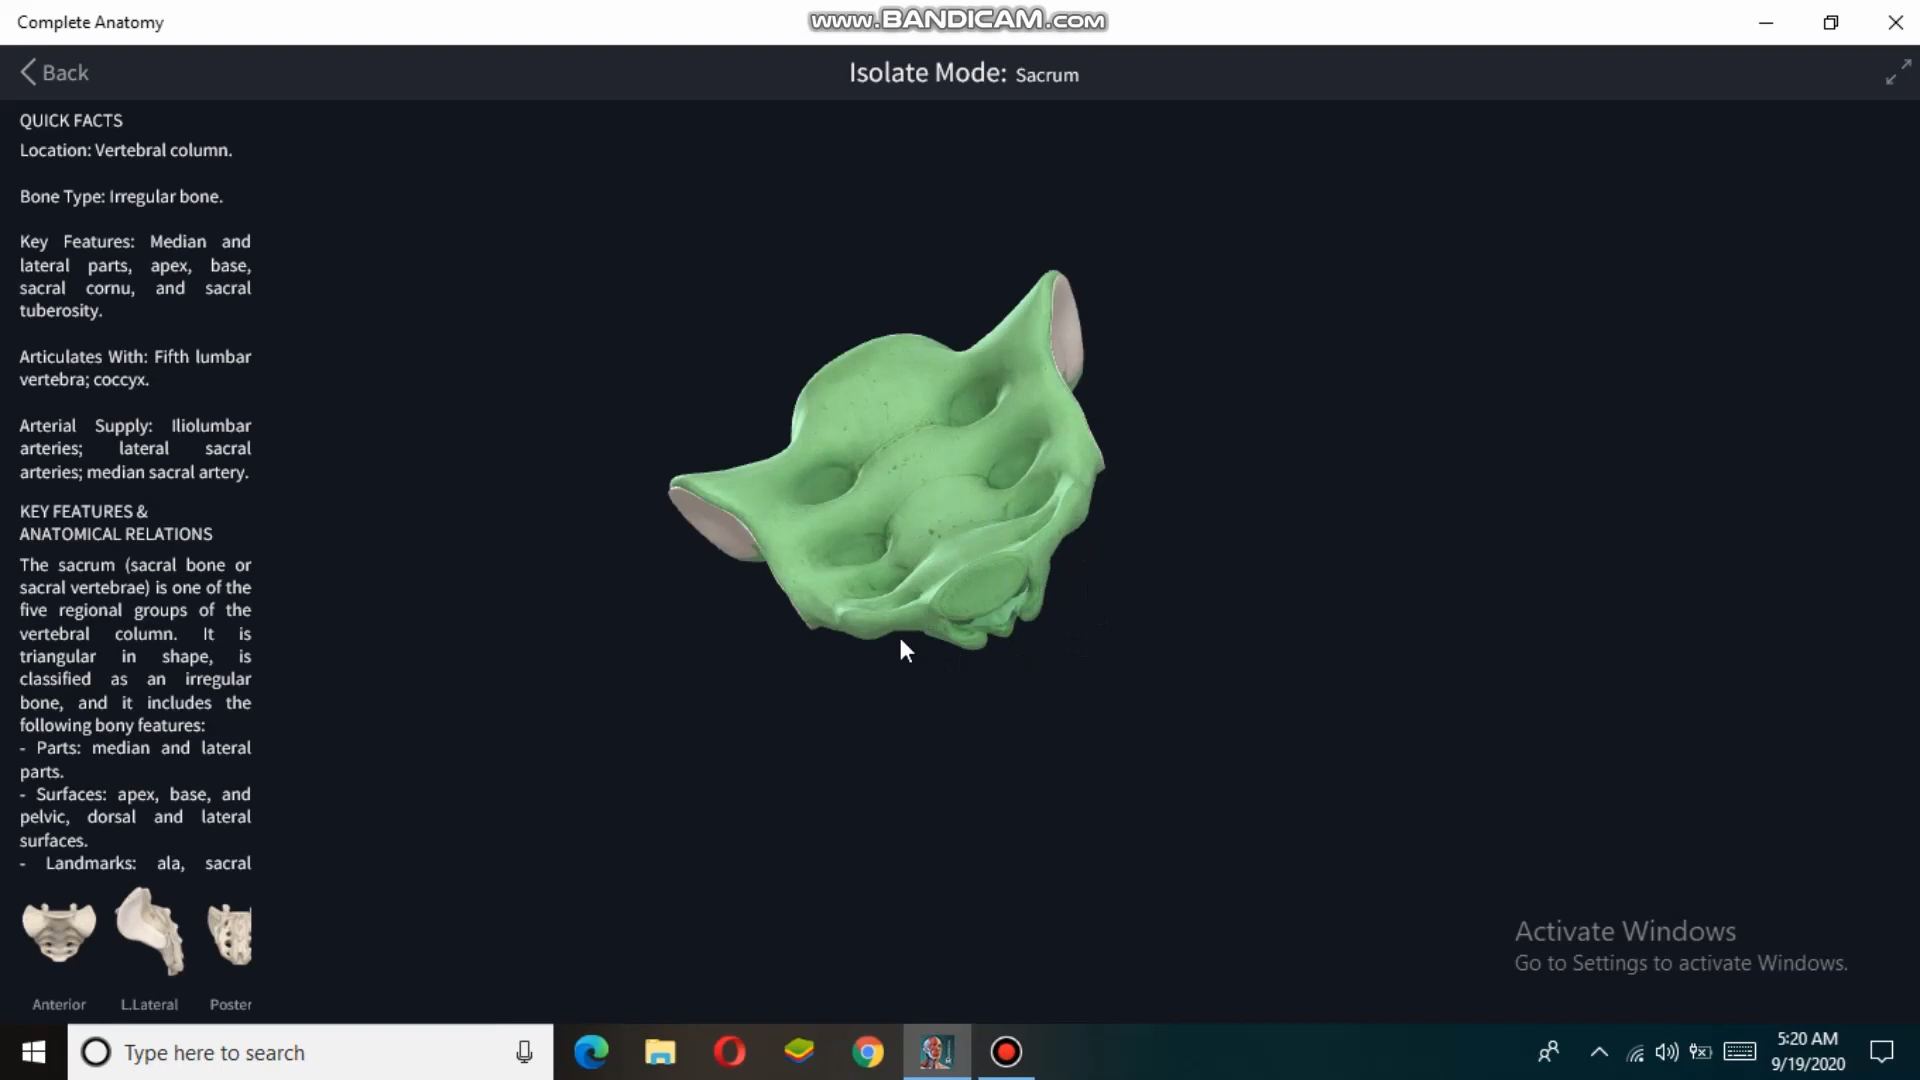 Complete Anatomy
www.BANDICAM.com
Back
Isolate Mode: Sacrum
QUICK FACTS
Location: Vertebral column.
Bone Type: Irregular bone.
Key Features: Median and
lateral parts, apex, base,
sacral cornu, and sacral
tuberosity.
Articulates With: Fifth lumbar
vertebra; coccyx.
Arterial Supply: Iliolumbar
arteries; lateral sacral
arteries; median sacral artery.
KEY FEATURES &
ANATOMICAL RELATIONS
The sacrum (sacral bone or
sacral vertebrae) is one of the
five regional groups of the
vertebral column. It is
triangular in shape, is
classified as an irregular
bone, and it includes the
following bony features:
- Parts: median and lateral
parts.
- Surfaces: apex, base, and
pelvic, dorsal and lateral
surfaces.
- Landmarks: ala, sacral
Anterior L.Lateral Poster
Activate Windows
Go to Settings to activate Windows.
Type here to search
5:20 AM
9/19/2020